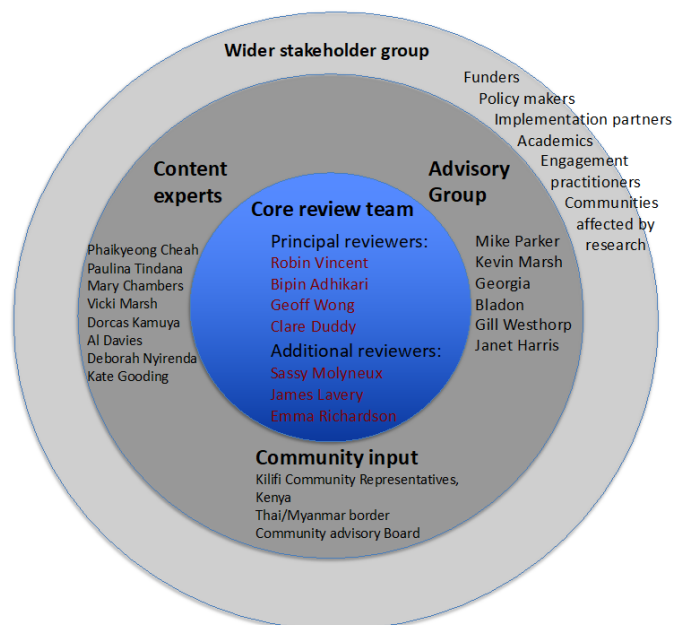 Wider stakeholder group
Funders
Policy makers
Implementation partners
Academics
Engagement
practitioners
Communities
affected by
research
Content
experts
Phaikyeong Cheah
Paulina Tindana
Mary Chambers
Vicki Marsh
Dorcas Kamuya
Al Davies
Deborah Nyirenda
Kate Gooding
Core review team
Principal reviewers:
Robin Vincent
Bipin Adhikari
Geoff Wong
Clare Duddy
Additional reviewers:
Sassy Molyneux
James Lavery
Emma Richardson
Advisory
Group
Mike Parker
Kevin Marsh
Georgia
Bladon
Gill Westhorp
Janet Harris
Community input
Kilifi Community Representatives,
Kenya
Thai/Myanmar border
Community advisory Board